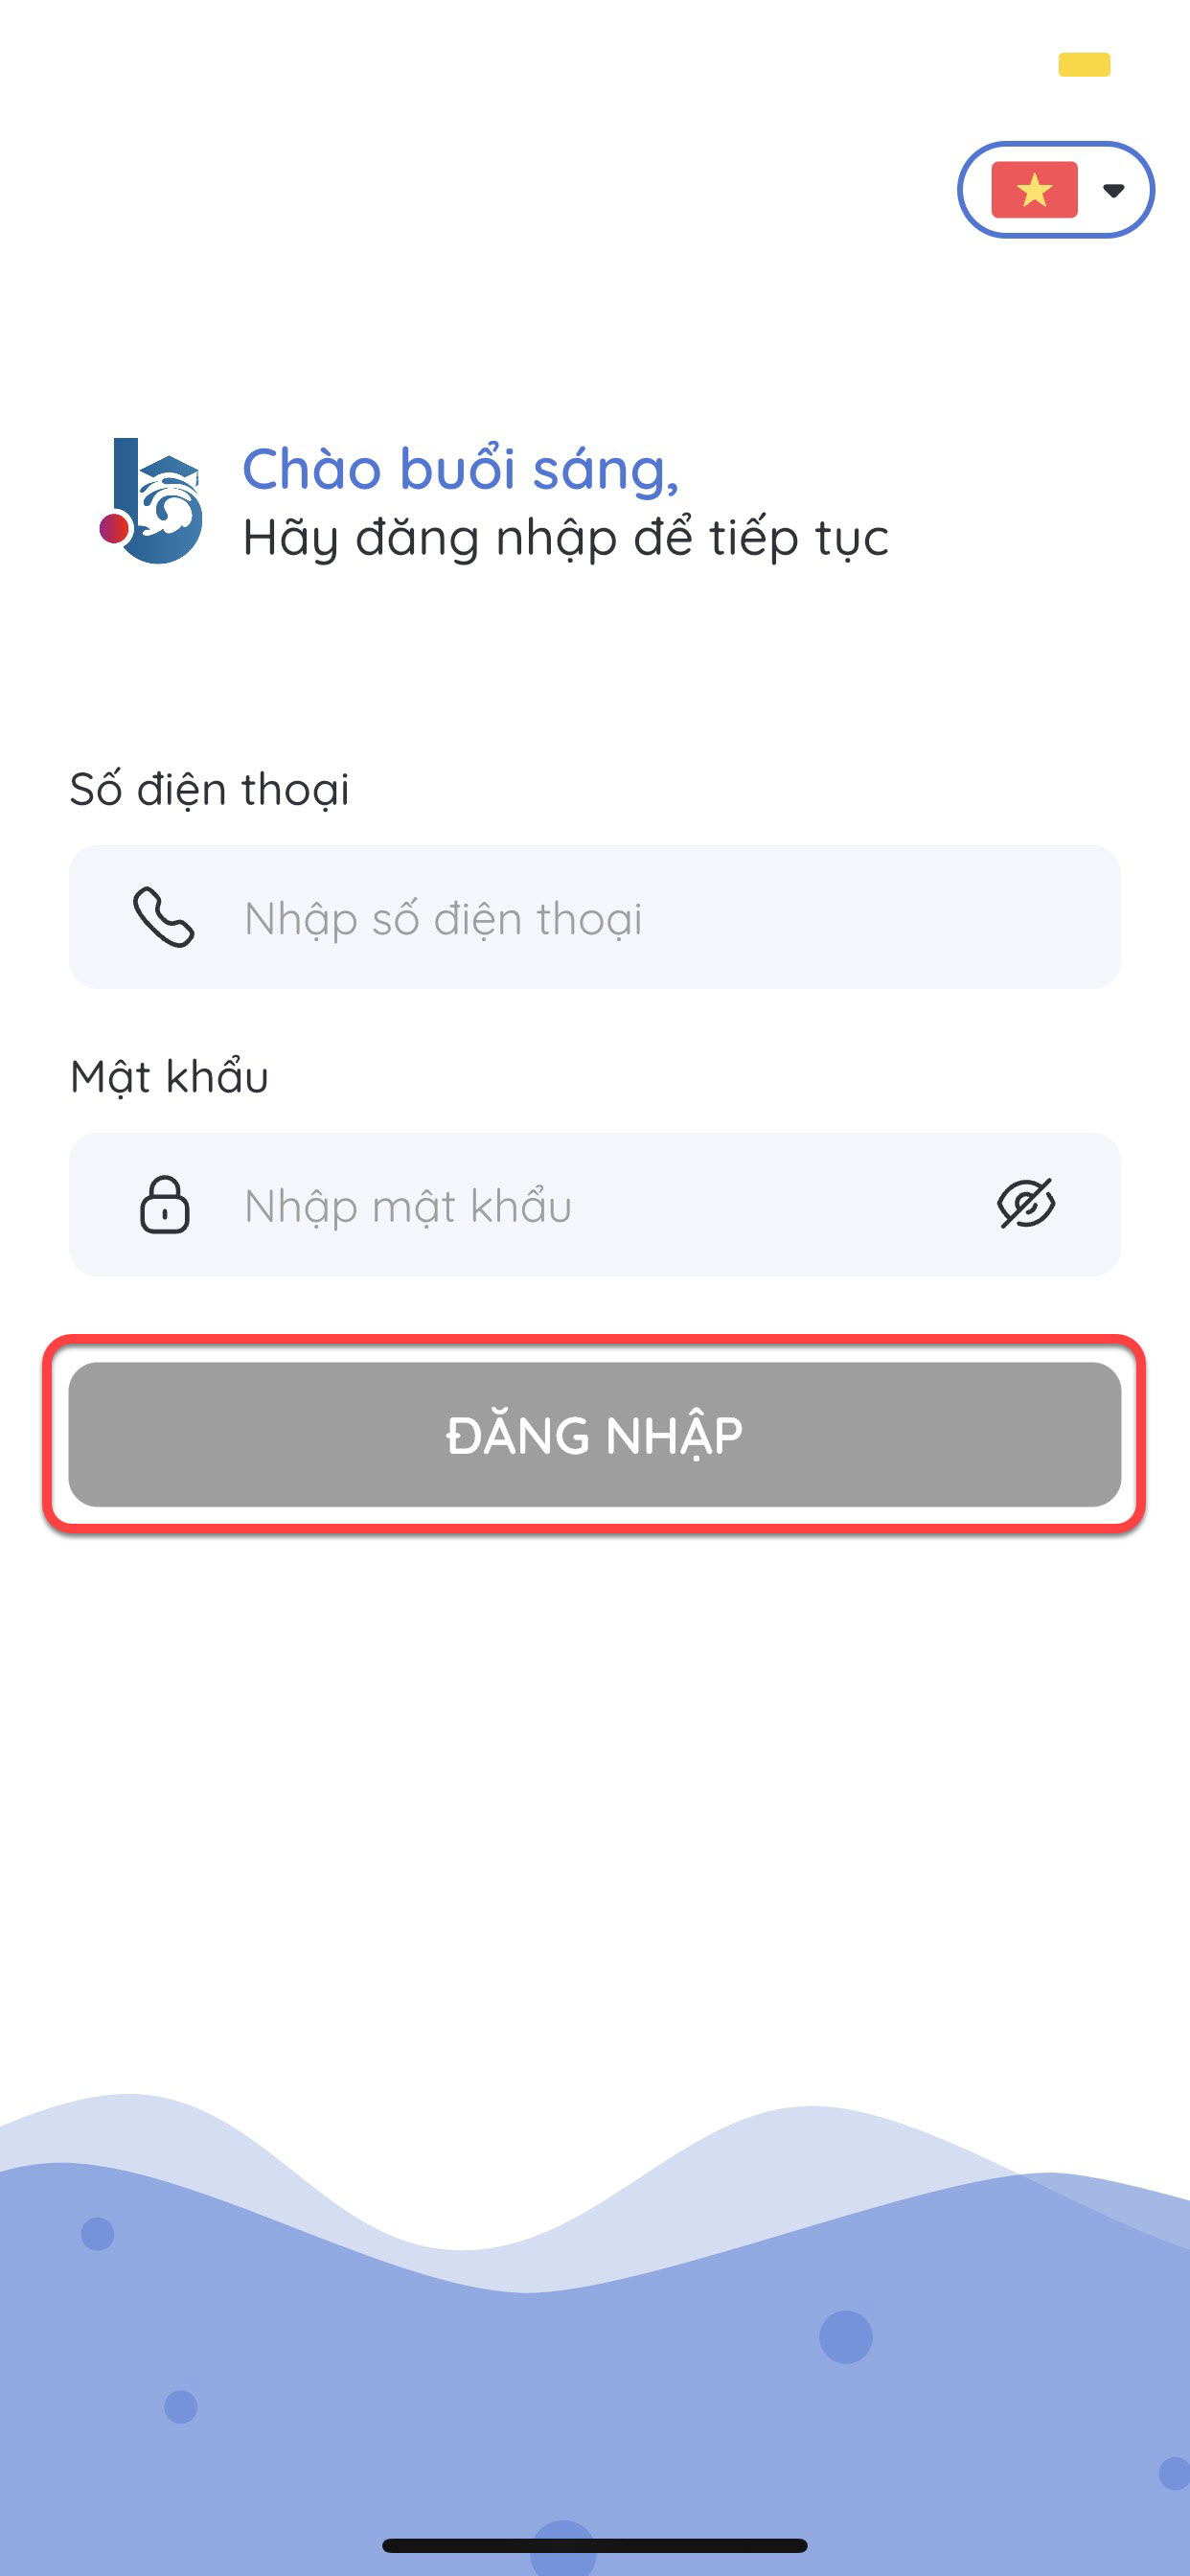 Chào buổi sáng,
Hãy đăng nhập để tiếp tục
Số điện thoại
Nhập số điện thoại
Mật khẩu
Nhập mật khẩu
ĐĂNG NHẬP